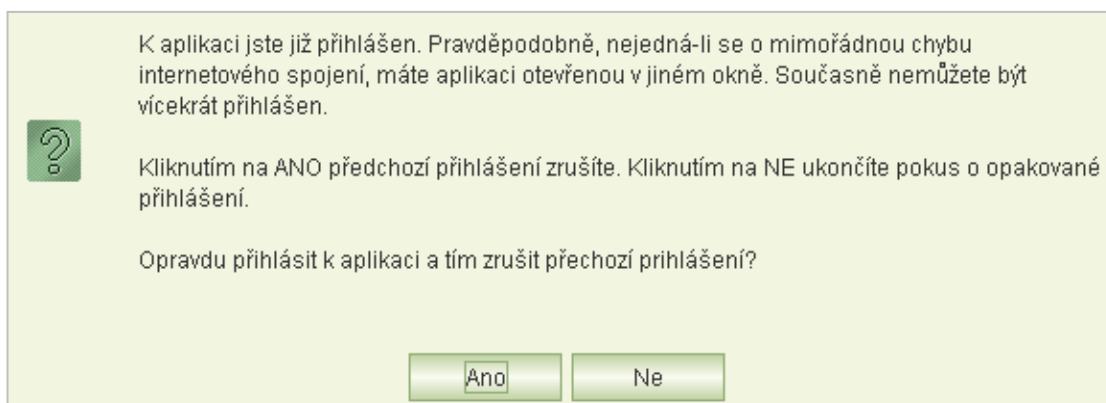 K aplikaci jste již přihlášen. Pravděpodobně, nejedná-li se o mimořádnou chybu
internetového spojení, máte aplikaci otevřenou v jiném okně. Současně nemůžete být
vícekrát přihlášen.
Kliknutím na ANO předchozí přihlášení zrušíte. Kliknutím na NE ukončíte pokus o opakované
přihlášení.
Opravdu přihlásit k aplikaci a tím zrušit přechozí prihlášení?
Ano Ne